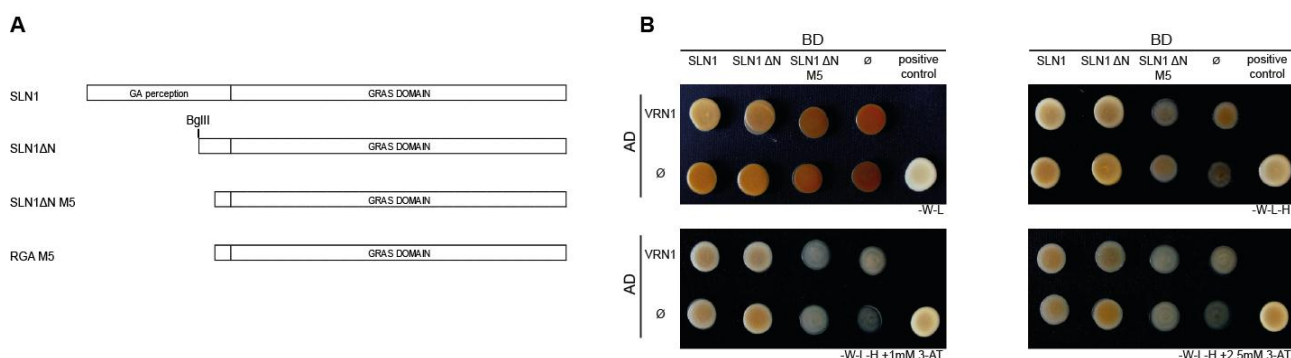 A
SLN1
GA perception
GRAS DOMAIN
BglII
SLN1ΔN
GRAS DOMAIN
SLN1ΔN M5
GRAS DOMAIN
RGA M5
GRAS DOMAIN
B
BD
SLN1 SLN1 ΔN SLN1 ΔN M5 ø positive control
AD
VRN1
Ø
-W-L
BD
SLN1 SLN1 ΔN SLN1 ΔN M5 ø positive control
-W-L-H
AD
VRN1
Ø
-W-L-H +1mM 3-AT
-W-L-H +2.5mM 3-AT